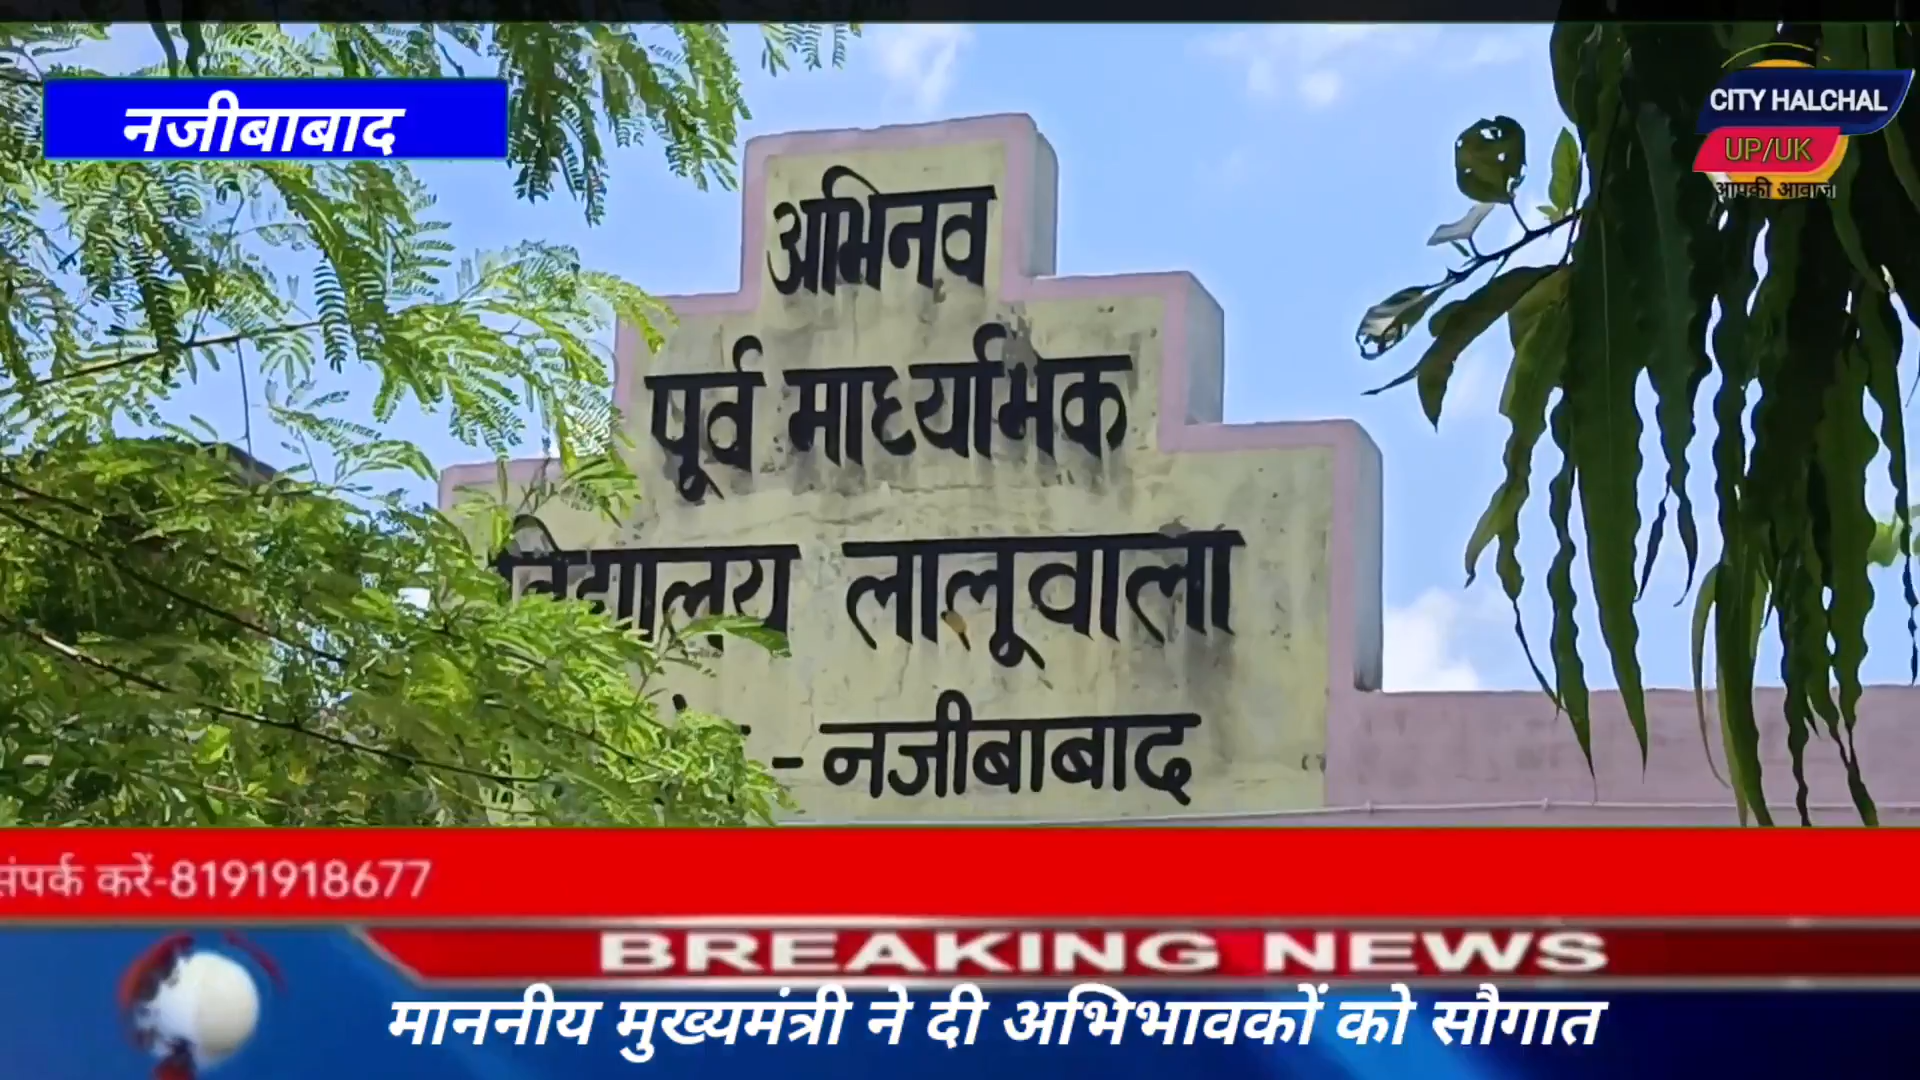 नजीबाबाद
CITY HALCHAL
UP/UK
आपकी आवाज
अभिनव
पूर्व माध्यमिक
विद्यालय लालूवाला
-नजीबाबाद
संपर्क करें-8191918677
BREAKING NEWS
माननीय मुख्यमंत्री ने दी अभिभावकों को सौगात